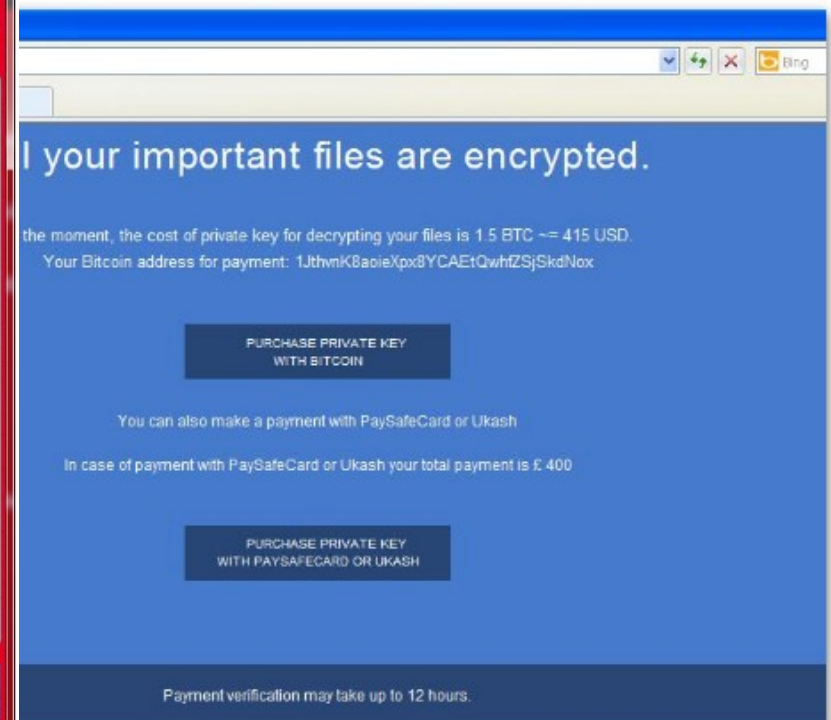 Bing
l your important files are encrypted.
the moment, the cost of private key for decrypting your files is 1.5 BTC ~= 415 USD.
Your Bitcoin address for payment: 1JthvnK8aoieXpx8YCAEtQwhfZSjSkdNox
PURCHASE PRIVATE KEY
WITH BITCOIN
You can also make a payment with PaySafeCard or Ukash
In case of payment with PaySafeCard or Ukash your total payment is £ 400
PURCHASE PRIVATE KEY
WITH PAYSAFECARD OR UKASH
Payment verification may take up to 12 hours.